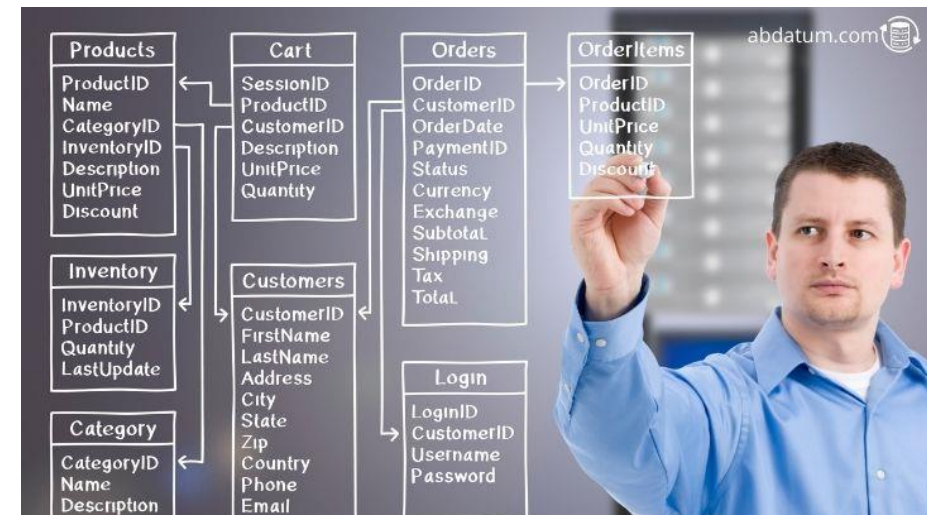 abdatum.com
Products
ProductID
Name
CategoryID
InventoryID
Description
UnitPrice
Discount
Cart
SessionID
ProductID
CustomerID
Description
UnitPrice
Quantity
Orders
OrderID
CustomerID
OrderDate
PaymentID
Status
Currency
Exchange
Subtotal
Shipping
Tax
Total
OrderItems
OrderID
ProductID
UnitPrice
Quantity
Discount
Inventory
InventoryID
ProductID
Quantity
LastUpdate
Customers
CustomerID
FirstName
LastName
Address
City
State
Zip
Country
Phone
Email
Login
LoginID
CustomerID
Username
Password
Category
CategoryID
Name
Description